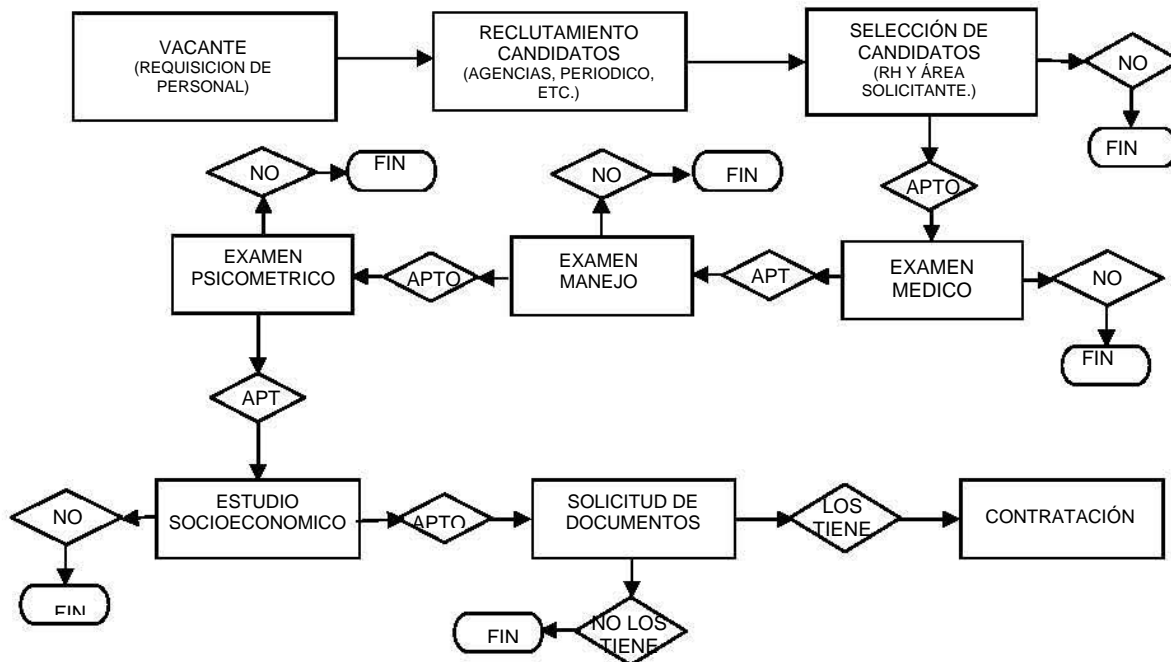 VACANTE
(REQUISICION DE
PERSONAL)
RECLUTAMIENTO
CANDIDATOS
(AGENCIAS, PERIODICO,
ETC.)
SELECCIÓN DE
CANDIDATOS
(RH Y ÁREA
SOLICITANTE.)
NO
FIN
APTO
NO
FIN
NO
FIN
EXAMEN
PSICOMETRICO
APTO
EXAMEN
MANEJO
APT
EXAMEN
MEDICO
NO
FIN
APT
NO
FIN
ESTUDIO
SOCIOECONOMICO
APTO
SOLICITUD DE
DOCUMENTOS
LOS
TIENE
CONTRATACIÓN
NO LOS
TIENE
FIN